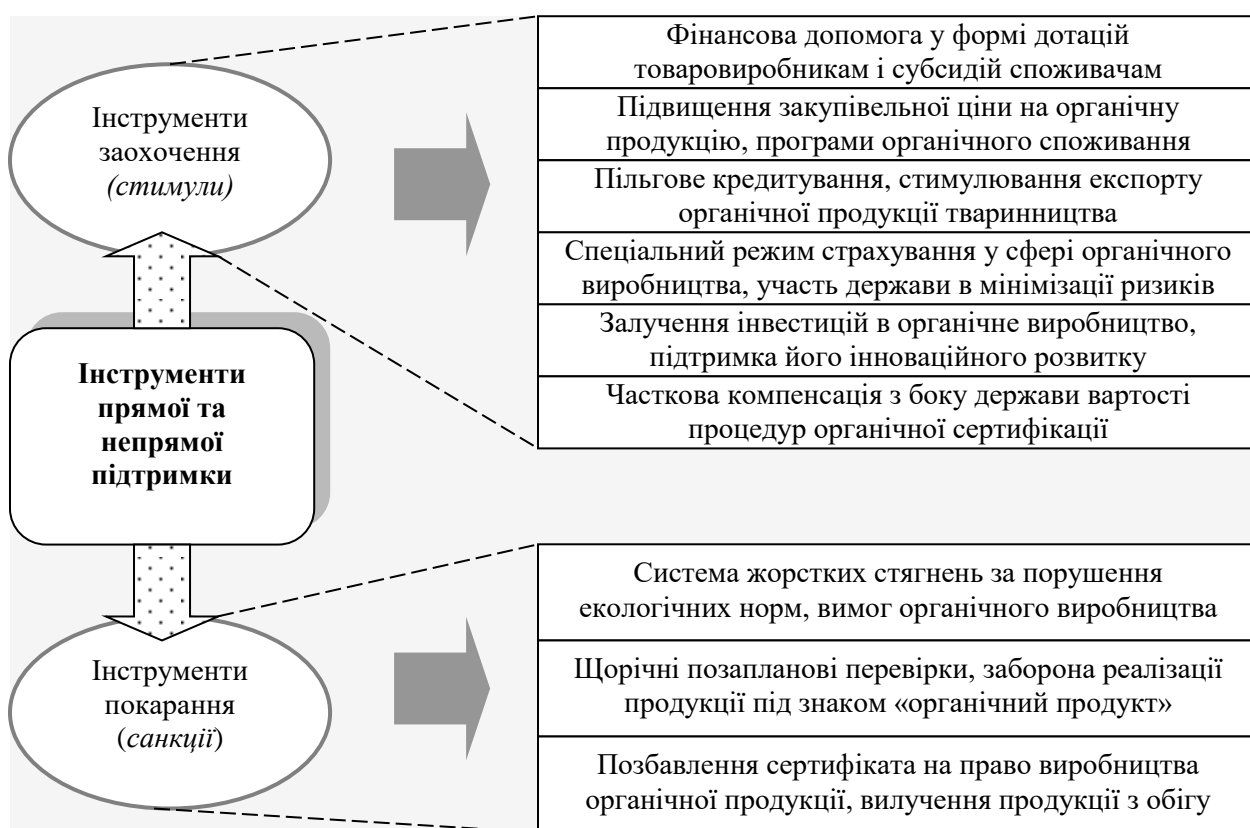 Інструменти
заохочення
(стимули)
Фінансова допомога у формі дотацій
товаровиробникам і субсидій споживачам
Підвищення закупівельної ціни на органічну
продукцію, програми органічного споживання
Пільгове кредитування, стимулювання експорту
органічної продукції тваринництва
Спеціальний режим страхування у сфері органічного
виробництва, участь держави в мінімізації ризиків
Залучення інвестицій в органічне виробництво,
підтримка його інноваційного розвитку
Часткова компенсація з боку держави вартості
процедур органічної сертифікації
Інструменти
прямої та
непрямої
підтримки
Інструменти
покарання
(санкції)
Система жорстких стягнень за порушення
екологічних норм, вимог органічного виробництва
Щорічні позапланові перевірки, заборона реалізації
продукції під знаком «органічний продукт»
Позбавлення сертифіката на право виробництва
органічної продукції, вилучення продукції з обігу